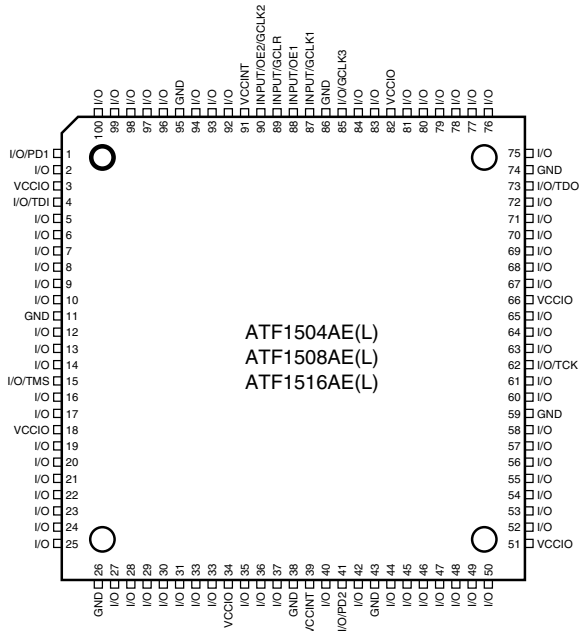 I/O 100
I/O 99
I/O 98
I/O 97
I/O 96
GND 95
I/O 94
I/O 93
I/O 92
VCCINT 91
INPUT/OE2/GCLK2 90
INPUT/GCLR 89
INPUT/OE1 88
INPUT/GCLK1 87
GND 86
I/O/GCLK3 85
I/O 84
I/O 83
VCCIO 82
I/O 81
I/O 80
I/O 79
I/O 78
I/O 77
I/O 76
I/O/PD1 1
I/O 2
VCCIO 3
I/O/TDI 4
I/O 5
I/O 6
I/O 7
I/O 8
I/O 9
I/O 10
GND 11
I/O 12
I/O 13
I/O 14
I/O/TMS 15
I/O 16
I/O 17
VCCIO 18
I/O 19
I/O 20
I/O 21
I/O 22
I/O 23
I/O 24
I/O 25
ATF1504AE(L)
ATF1508AE(L)
ATF1516AE(L)
75 I/O
74 GND
73 I/O/TDO
72 I/O
71 I/O
70 I/O
69 I/O
68 I/O
67 I/O
66 VCCIO
65 I/O
64 I/O
63 I/O
62 I/O/TCK
61 I/O
60 I/O
59 GND
58 I/O
57 I/O
56 I/O
55 I/O
54 I/O
53 I/O
52 I/O
51 VCCIO
GND 26
I/O 27
I/O 28
I/O 29
I/O 30
I/O 31
I/O 33
I/O 33
VCCIO 34
I/O 35
I/O 36
I/O 37
GND 38
VCCINT 39
I/O 40
I/O/PD2 41
I/O 42
GND 43
I/O 44
I/O 45
I/O 46
I/O 47
I/O 48
I/O 49
I/O 50